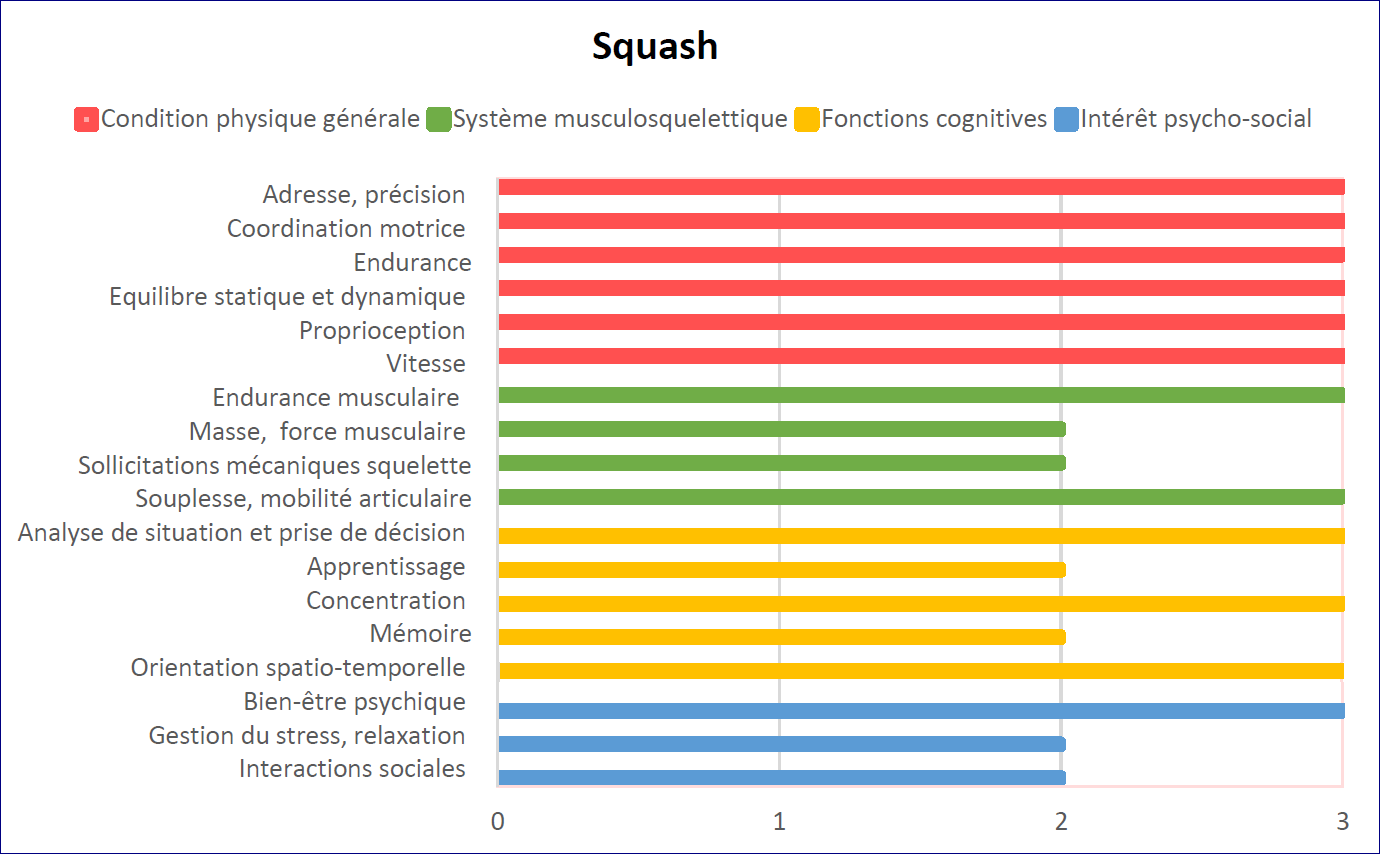 Squash
Condition physique générale Système musculosquelettique Fonctions cognitives Intérêt psycho-social
Adresse, précision
Coordination motrice
Endurance
Equilibre statique et dynamique
Proprioception
Vitesse
Endurance musculaire
Masse, force musculaire
Sollicitations mécaniques squelette
Souplesse, mobilité articulaire
Analyse de situation et prise de décision
Apprentissage
Concentration
Mémoire
Orientation spatio-temporelle
Bien-être psychique
Gestion du stress, relaxation
Interactions sociales
0 1 2 3